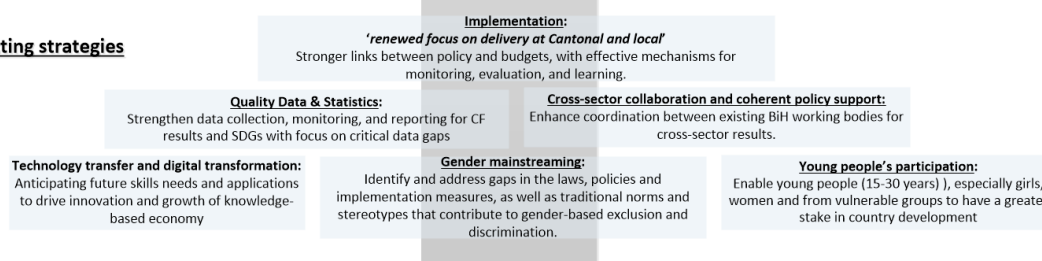 ting strategies
Implementation:
‘renewed focus on delivery at Cantonal and local’
Stronger links between policy and budgets, with effective mechanisms for
monitoring, evaluation, and learning.
Quality Data & Statistics:
Strengthen data collection, monitoring, and reporting for CF
results and SDGs with focus on critical data gaps
Cross-sector collaboration and coherent policy support:
Enhance coordination between existing BiH working bodies for
cross-sector results.
Technology transfer and digital transformation:
Anticipating future skills needs and applications
to drive innovation and growth of knowledge-
based economy
Gender mainstreaming:
Identify and address gaps in the laws, policies and
implementation measures, as well as traditional norms and
stereotypes that contribute to gender-based exclusion and
discrimination.
Young people’s participation:
Enable young people (15-30 years) ), especially girls,
women and from vulnerable groups to have a greate
stake in country development